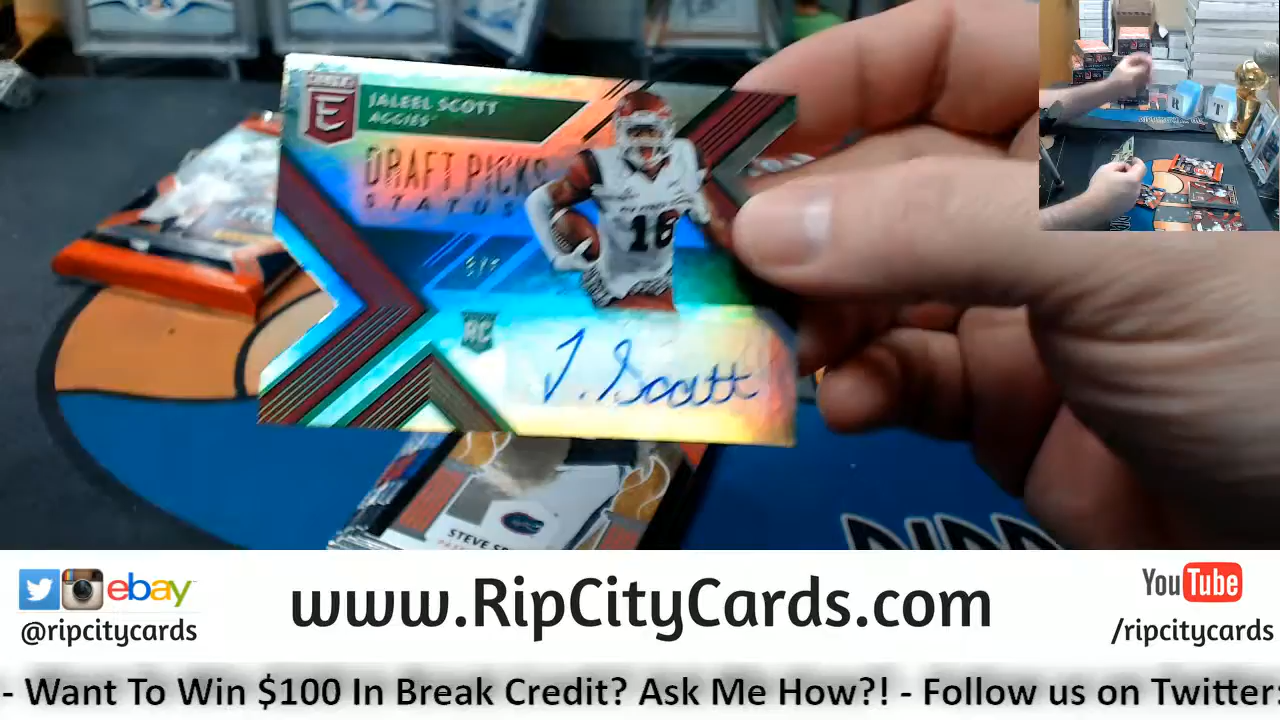 E
JALEEL SCOTT
AGGIES
DRAFT PICKS
STATUS
16
RC
J. Scott
STEVE
ebay
@ripcitycards
www.RipCityCards.com
YouTube
/ripcitycards
- Want To Win $100 In Break Credit? Ask Me How?! - Follow us on Twitter: